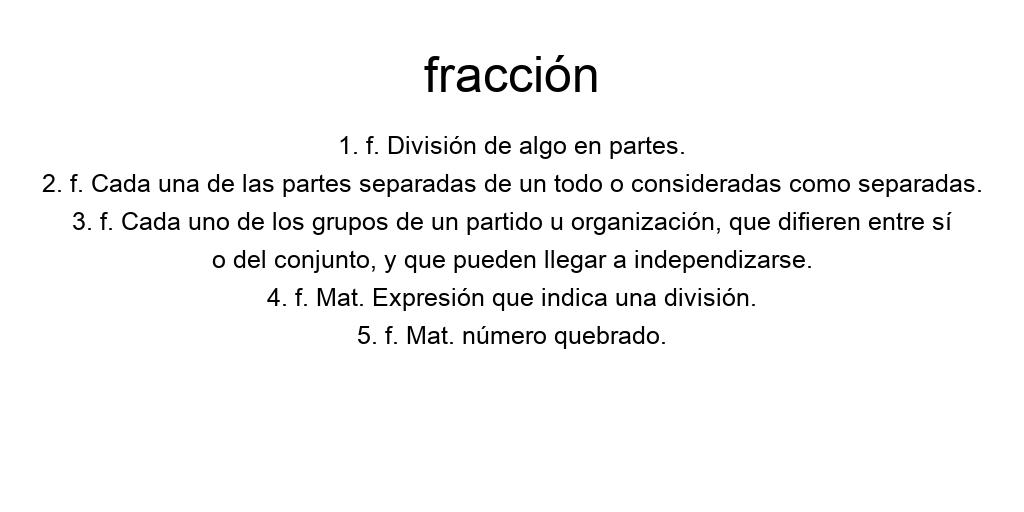 fracción
1. f. División de algo en partes.
2. f. Cada una de las partes separadas de un todo o consideradas como separadas.
3. f. Cada uno de los grupos de un partido u organización, que difieren entre sí
o del conjunto, y que pueden llegar a independizarse.
4. f. Mat. Expresión que indica una división.
5. f. Mat. número quebrado.